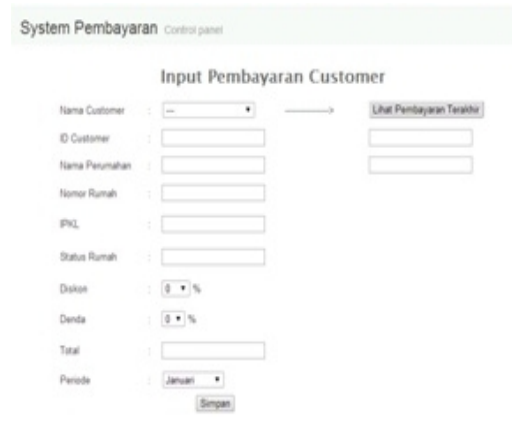 System Pembayaran Control panel
Input Pembayaran Customer
Nama Customer : --- Lihat Pembayaran Terakhir
ID Customer :
Nama Perumahan :
Nomor Rumah :
IPKL :
Status Rumah :
Diskon : 0 %
Denda : 0 %
Total :
Periode : Januari
Simpan